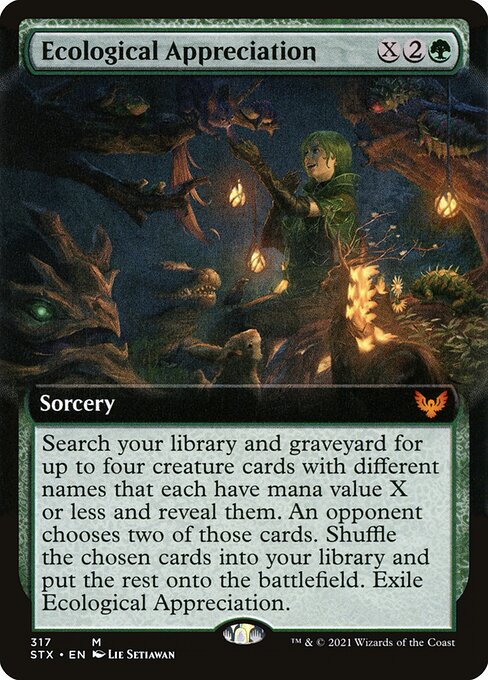 Ecological Appreciation X2
Sorcery
Search your library and graveyard for
up to four creature cards with different
names that each have mana value X
or less and reveal them. An opponent
chooses two of those cards. Shuffle
the chosen cards into your library and
put the rest onto the battlefield. Exile
Ecological Appreciation.
317 M
STX • EN Lie Setiawan
™ & © 2021 Wizards of the Coast